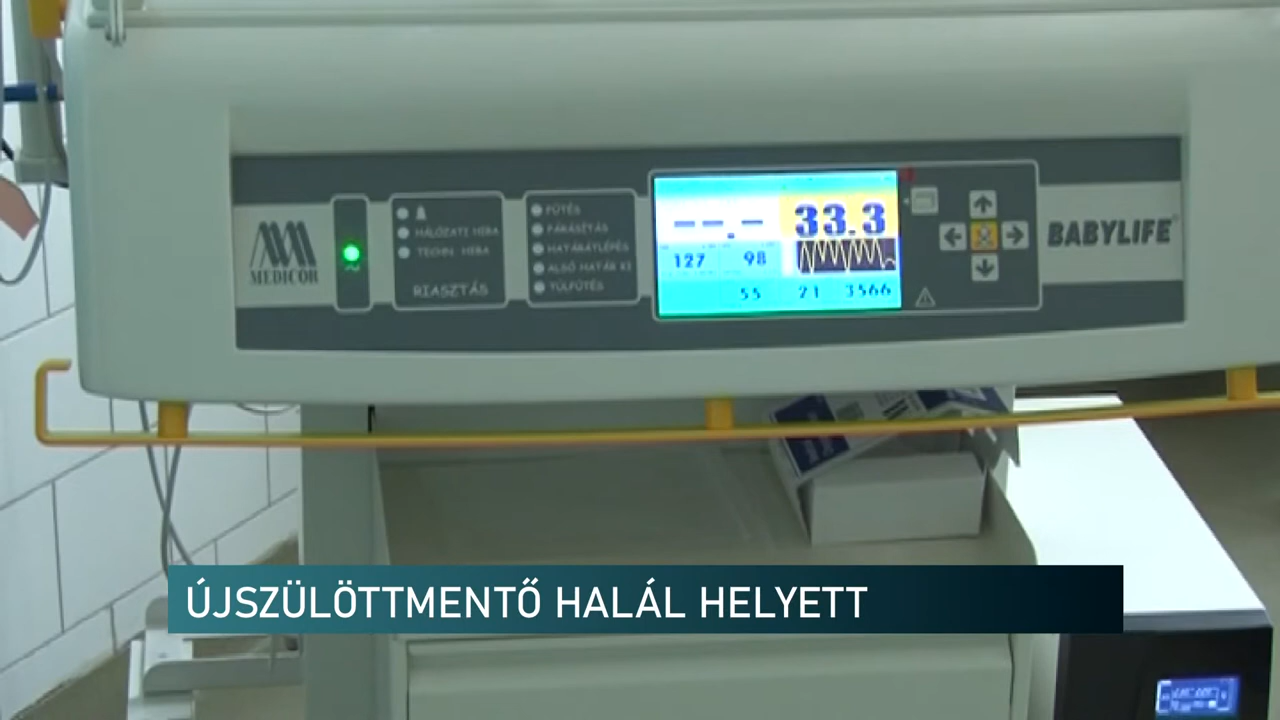 MEDICOR
HÁLÓZATI HIBA
TECHN. HIBA
RIASZTÁS
FŰTÉS
PÁRÁSÍTÁS
HATÁRÁTLÉPÉS
ALSÓ HATÁR KI
TÚLFŰTÉS
--.- 33.3
127 98
55 21 3566
BABYLIFE
ÚJSZÜLÖTTMENTŐ HALÁL HELYETT